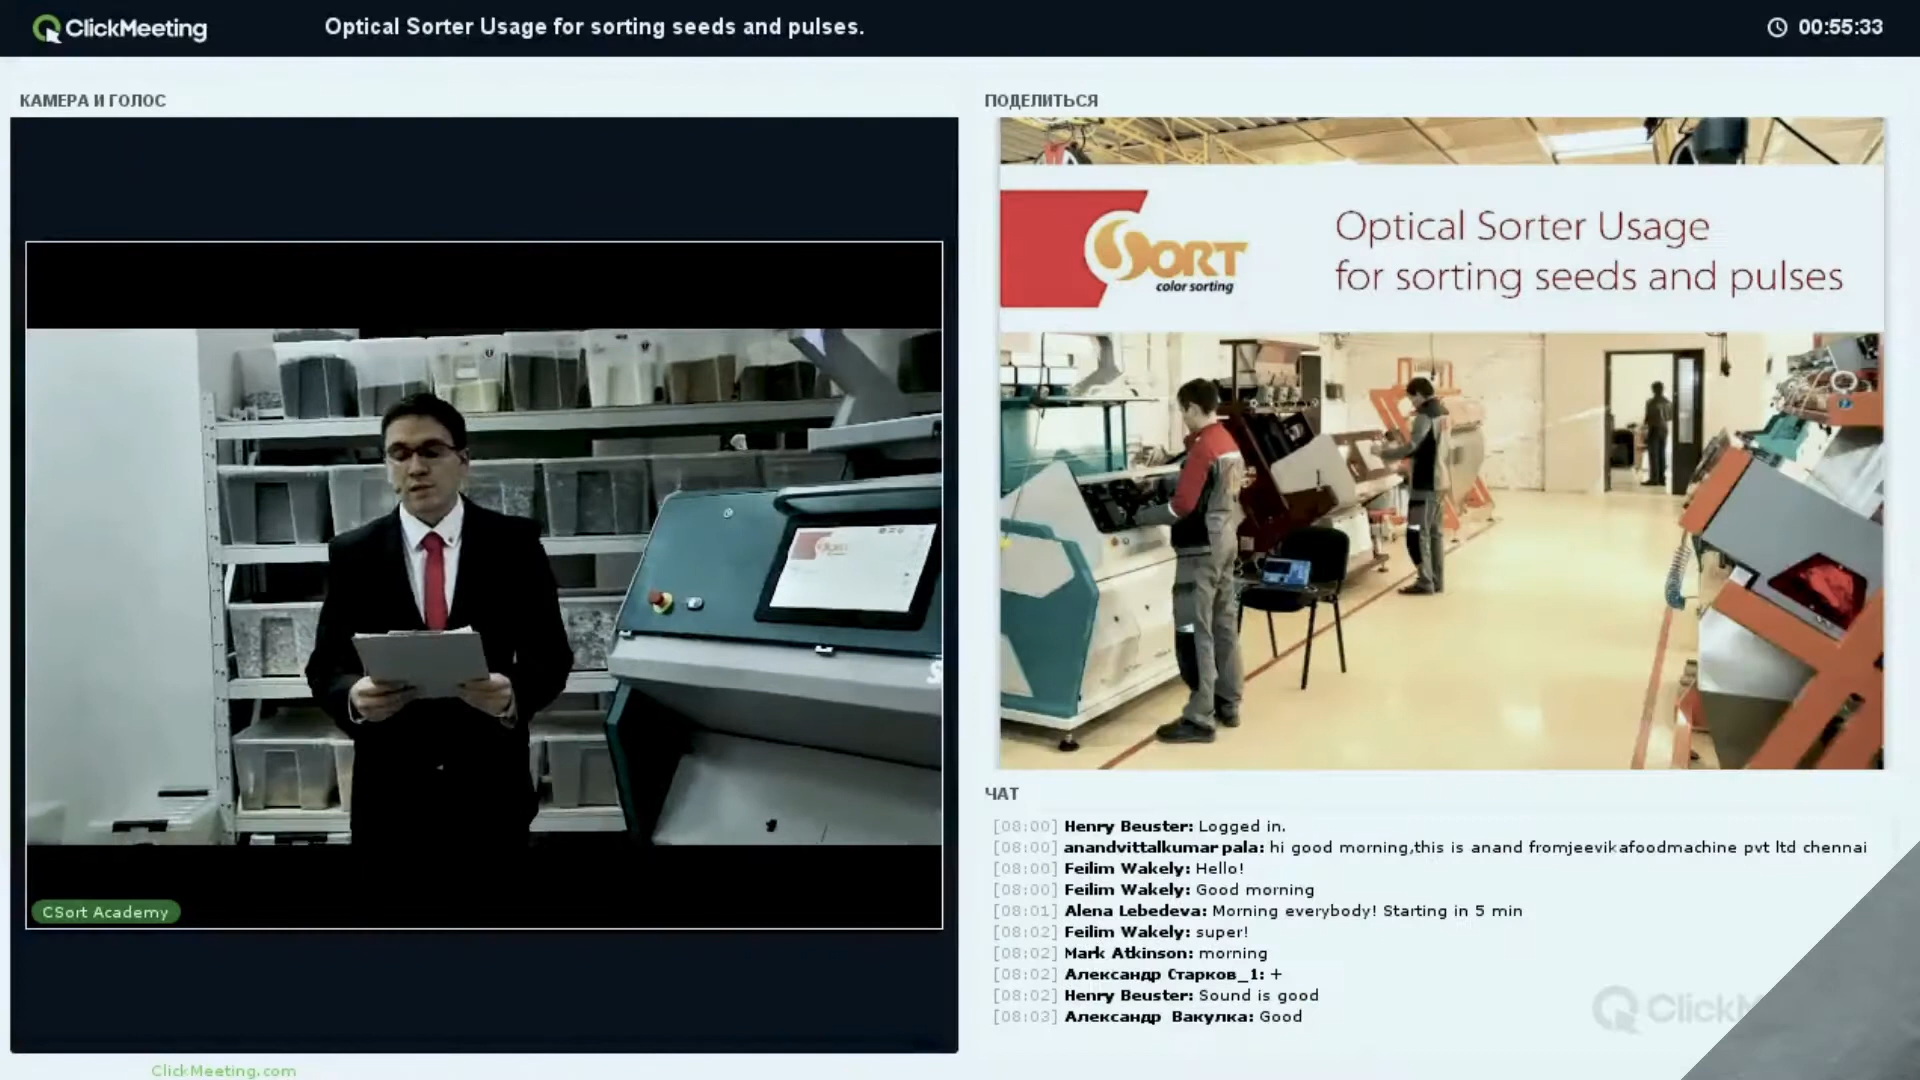 ClickMeeting
Optical Sorter Usage for sorting seeds and pulses.
00:55:33
КАМЕРА И ГОЛОС
ПОДЕЛИТЬСЯ
SORT
color sorting
Optical Sorter Usage
for sorting seeds and pulses
CSort Academy
ЧАТ
[08:00] Henry Beuster: Logged in.
[08:00] anandvittalkumar pala: hi good morning,this is anand fromjeevikafoodmachine pvt ltd chennai
[08:00] Feilim Wakely: Hello!
[08:00] Feilim Wakely: Good morning
[08:01] Alena Lebedeva: Morning everybody! Starting in 5 min
[08:02] Feilim Wakely: super!
[08:02] Mark Atkinson: morning
[08:02] Александр Старков_1: +
[08:02] Henry Beuster: Sound is good
[08:03] Александр Вакулка: Good
ClickM
ClickMeeting.com